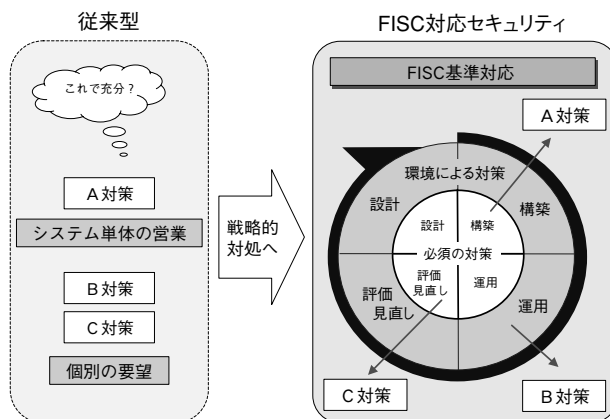 従来型
これで充分？
A対策
システム単体の営業
B対策
C対策
個別の要望
戦略的
対処へ
FISC対応セキュリティ
FISC基準対応
A対策
環境による対策
設計
構築
設計
構築
必須の対策
評価
見直し
運用
評価
見直し
運用
C対策
B対策